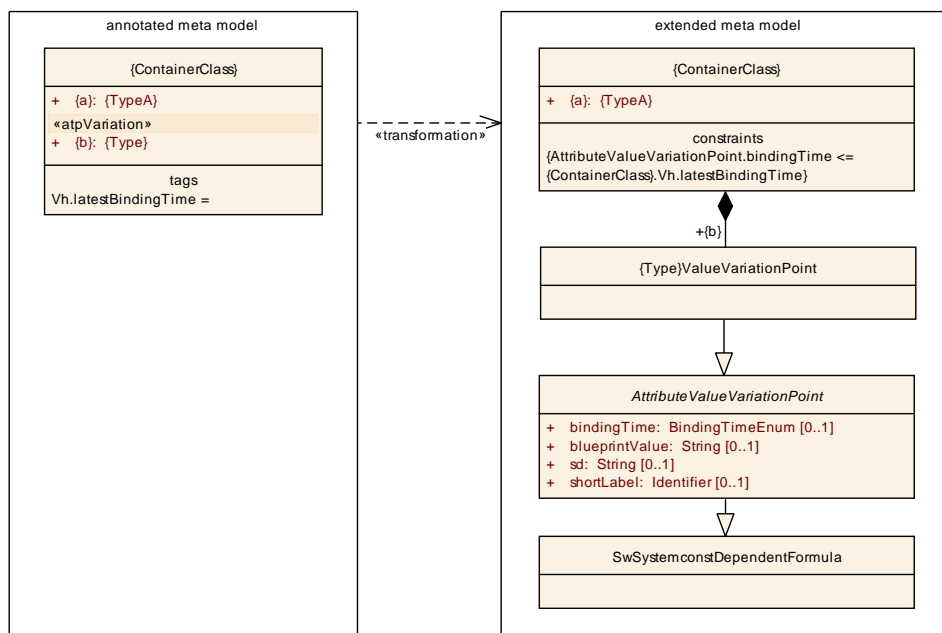 annotated meta model
{ContainerClass}
+ {a}: {TypeA}
«atpVariation»
+ {b}: {Type}
tags
Vh.latestBindingTime =
«transformation»
extended meta model
{ContainerClass}
+ {a}: {TypeA}
constraints
{AttributeValueVariationPoint.bindingTime <=
{ContainerClass}.Vh.latestBindingTime}
+{b}
{Type}ValueVariationPoint
AttributeValueVariationPoint
+ bindingTime: BindingTimeEnum [0..1]
+ blueprintValue: String [0..1]
+ sd: String [0..1]
+ shortLabel: Identifier [0..1]
SwSystemconstDependentFormula